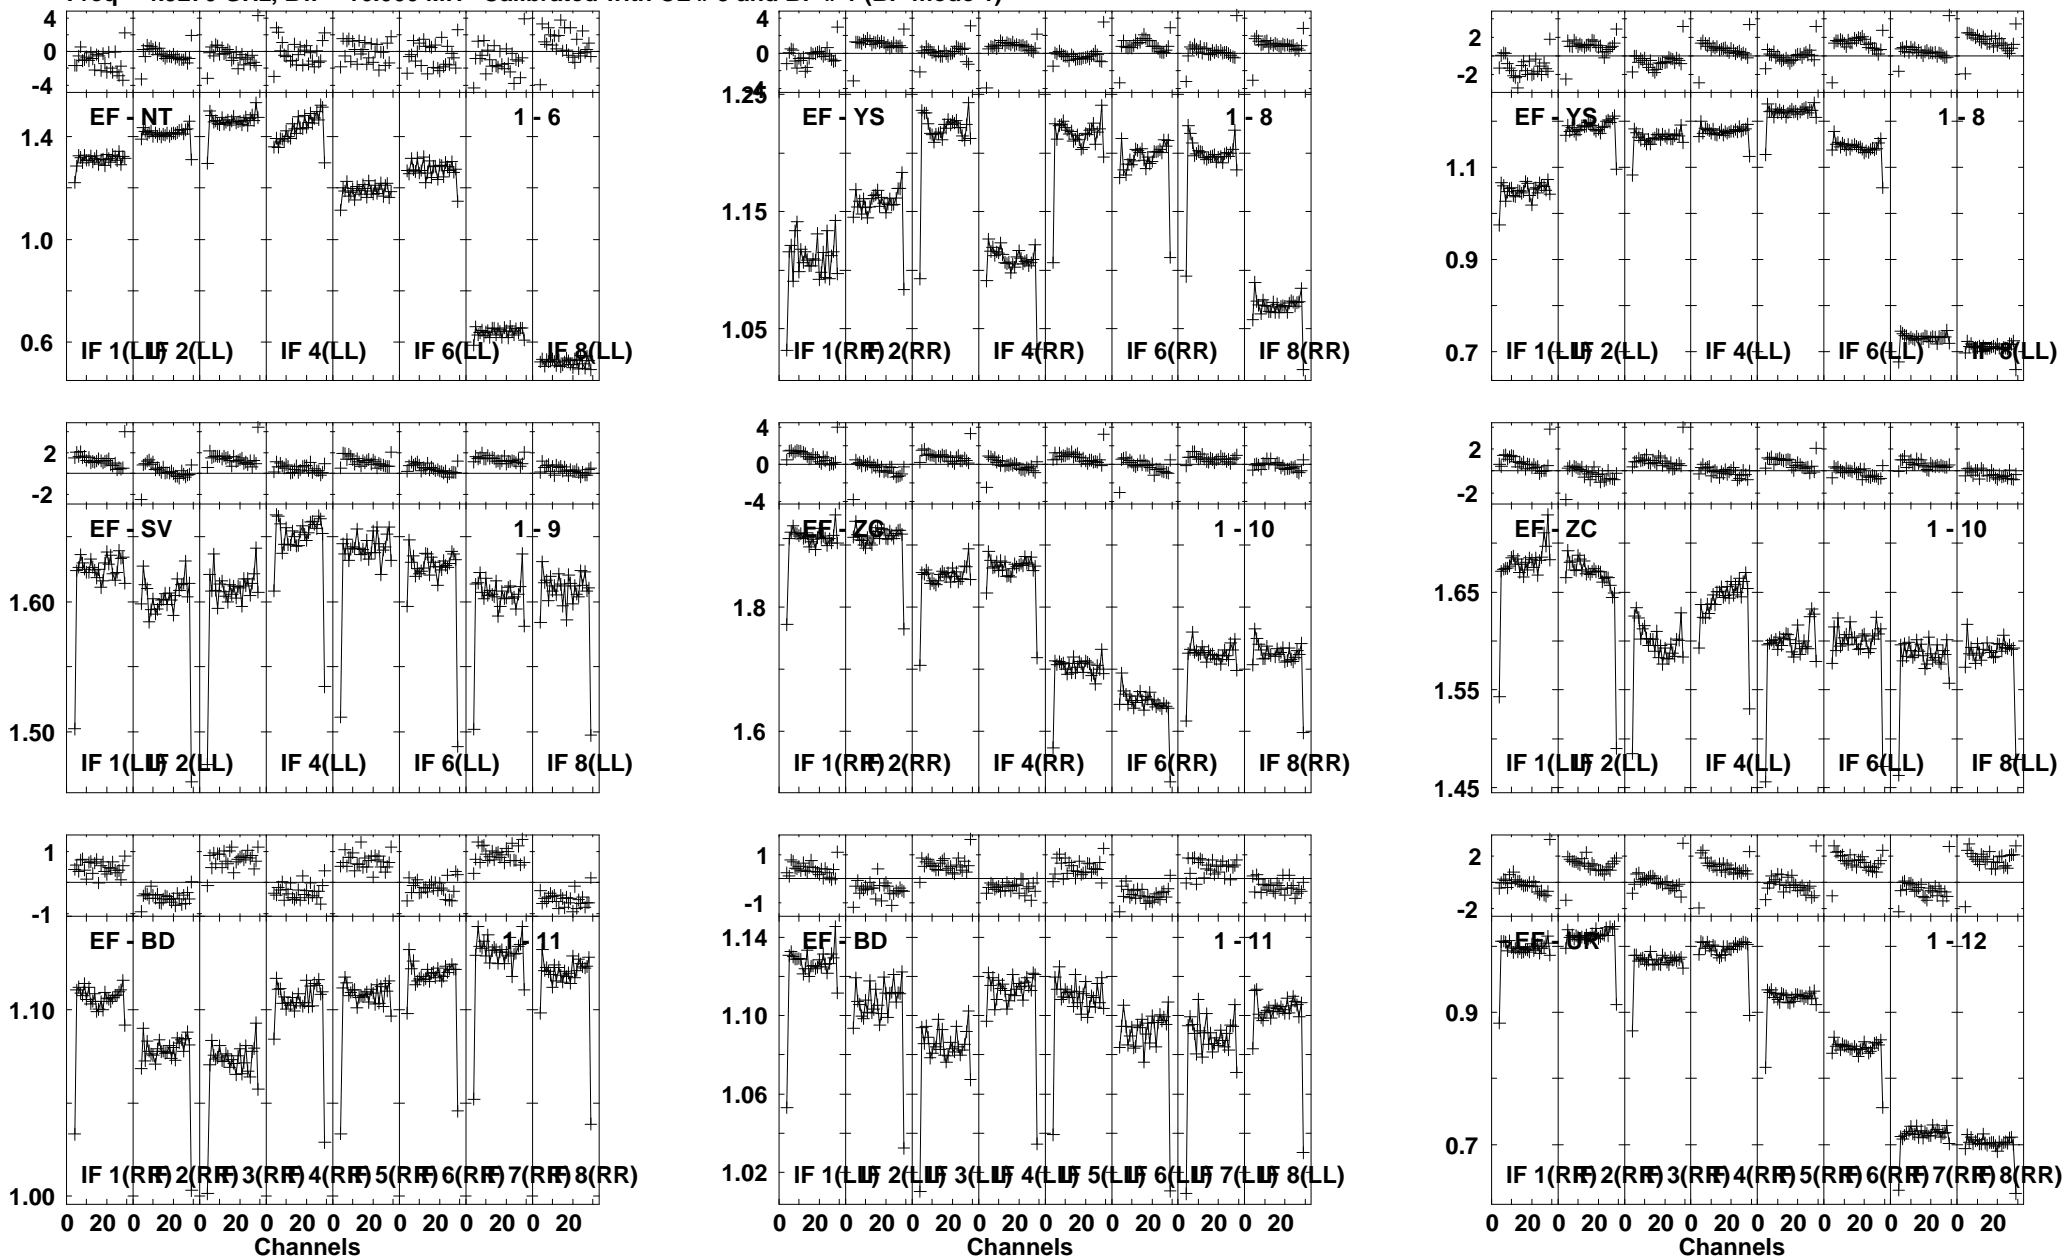 4 0 -4 EF - NT 1 - 6
1.4 1.0 0.6
IF 1(LL) IF 2(LL) IF 4(LL) IF 6(LL) IF 8(LL)
4 0 -4 EF - YS 1 - 8
1.25 1.15 1.05
IF 1(RR) IF 2(RR) IF 4(RR) IF 6(RR) IF 8(RR)
2 -2 EF - YS 1 - 8
1.1 0.9 0.7
IF 1(LL) IF 2(LL) IF 4(LL) IF 6(LL) IF 8(LL)
2 -2 EF - SV 1 - 9
1.60 1.50
IF 1(LL) IF 2(LL) IF 4(LL) IF 6(LL) IF 8(LL)
4 0 -4 EF - ZC 1 - 10
1.8 1.6
IF 1(RR) IF 2(RR) IF 4(RR) IF 6(RR) IF 8(RR)
2 -2 EF - ZC 1 - 10
1.65 1.55 1.45
IF 1(LL) IF 2(LL) IF 4(LL) IF 6(LL) IF 8(LL)
1 -1 EF - BD 1 - 11
1.10 1.00
IF 1(RR) IF 2(RR) IF 3(RR) IF 4(RR) IF 5(RR) IF 6(RR) IF 7(RR) IF 8(RR)
0 20 0 20 0 20 0 20 0 20 0 20 0 20 0 20
Channels
1 -1 EF - BD 1 - 11
1.14 1.10 1.06 1.02
IF 1(LL) IF 2(LL) IF 3(LL) IF 4(LL) IF 5(LL) IF 6(LL) IF 7(LL) IF 8(LL)
0 20 0 20 0 20 0 20 0 20 0 20 0 20 0 20
Channels
2 -2 EF - UR 1 - 12
0.9 0.7
IF 1(RR) IF 2(RR) IF 3(RR) IF 4(RR) IF 5(RR) IF 6(RR) IF 7(RR) IF 8(RR)
0 20 0 20 0 20 0 20 0 20 0 20 0 20 0 20
Channels